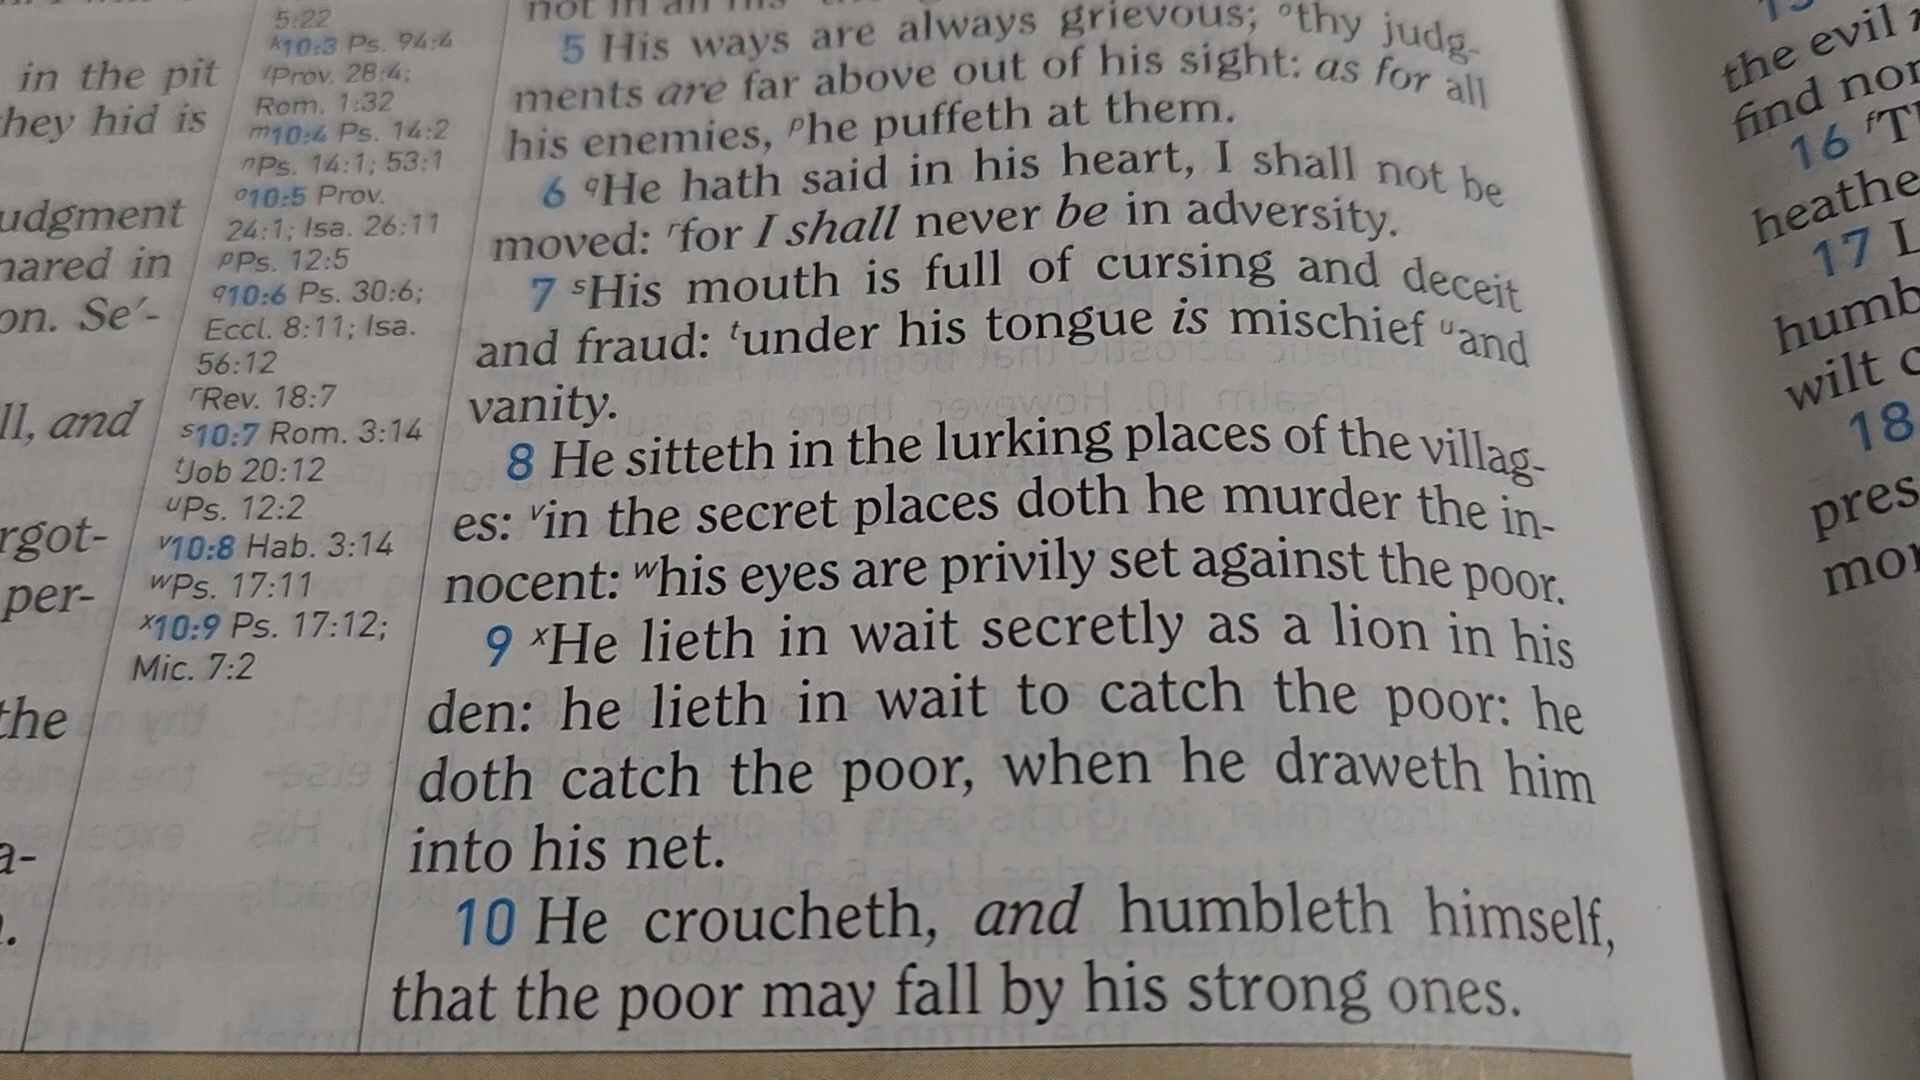 in the pit
they hid is
udgment
nared in
on. Se′-
ll, and
rgot-
per-
the
a-
5:22
k10:3 Ps. 94:4
lProv. 28:4;
Rom. 1:32
m10:4 Ps. 14:2
nPs. 14:1; 53:1
o10:5 Prov.
24:1; Isa. 26:11
pPs. 12:5
q10:6 Ps. 30:6;
Eccl. 8:11; Isa.
56:12
rRev. 18:7
s10:7 Rom. 3:14
tJob 20:12
uPs. 12:2
v10:8 Hab. 3:14
wPs. 17:11
x10:9 Ps. 17:12;
Mic. 7:2
not in all his
5 His ways are always grievous; othy judg-
ments are far above out of his sight: as for all
his enemies, phe puffeth at them.
6 qHe hath said in his heart, I shall not be
moved: rfor I shall never be in adversity.
7 sHis mouth is full of cursing and deceit
and fraud: tunder his tongue is mischief uand
vanity.
8 He sitteth in the lurking places of the villag-
es: vin the secret places doth he murder the in-
nocent: whis eyes are privily set against the poor.
9 xHe lieth in wait secretly as a lion in his
den: he lieth in wait to catch the poor: he
doth catch the poor, when he draweth him
into his net.
10 He croucheth, and humbleth himself,
that the poor may fall by his strong ones.
15
the evil
find non
16 fT
heathe
17 L
humb
wilt c
18
pres
mor